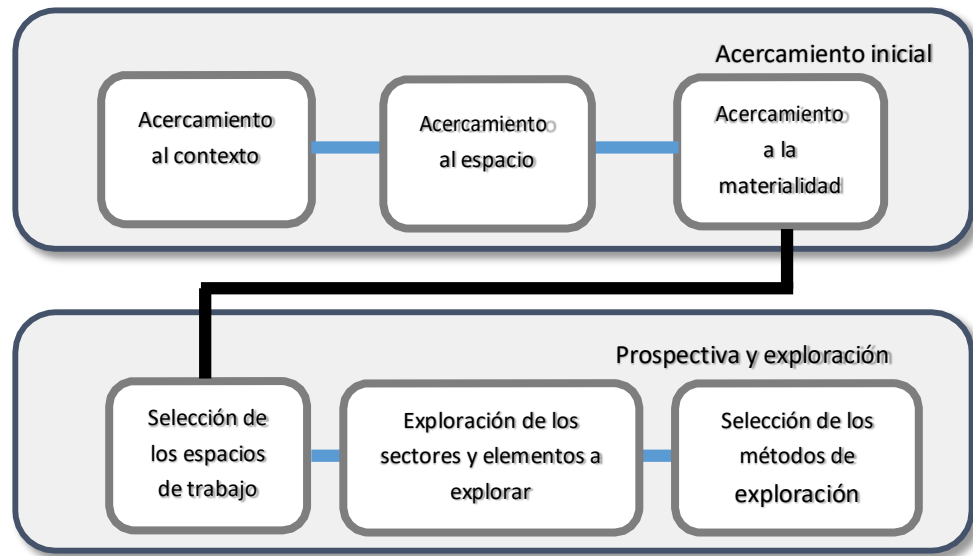 Acercamiento inicial
Acercamiento
al contexto
Acercamiento
al espacio
Acercamiento
a la
materialidad
Prospectiva y exploración
Selección de
los espacios
de trabajo
Exploración de los
sectores y elementos a
explorar
Selección de los
métodos de
exploración